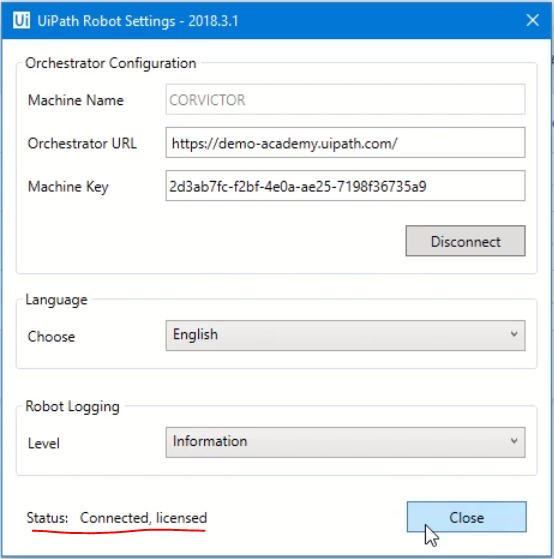 Ui UiPath Robot Settings - 2018.3.1
Orchestrator Configuration
Machine Name CORVICTOR
Orchestrator URL https://demo-academy.uipath.com/
Machine Key 2d3ab7fc-f2bf-4e0a-ae25-7198f36735a9
Disconnect
Language
Choose English
Robot Logging
Level Information
Status: Connected, licensed Close